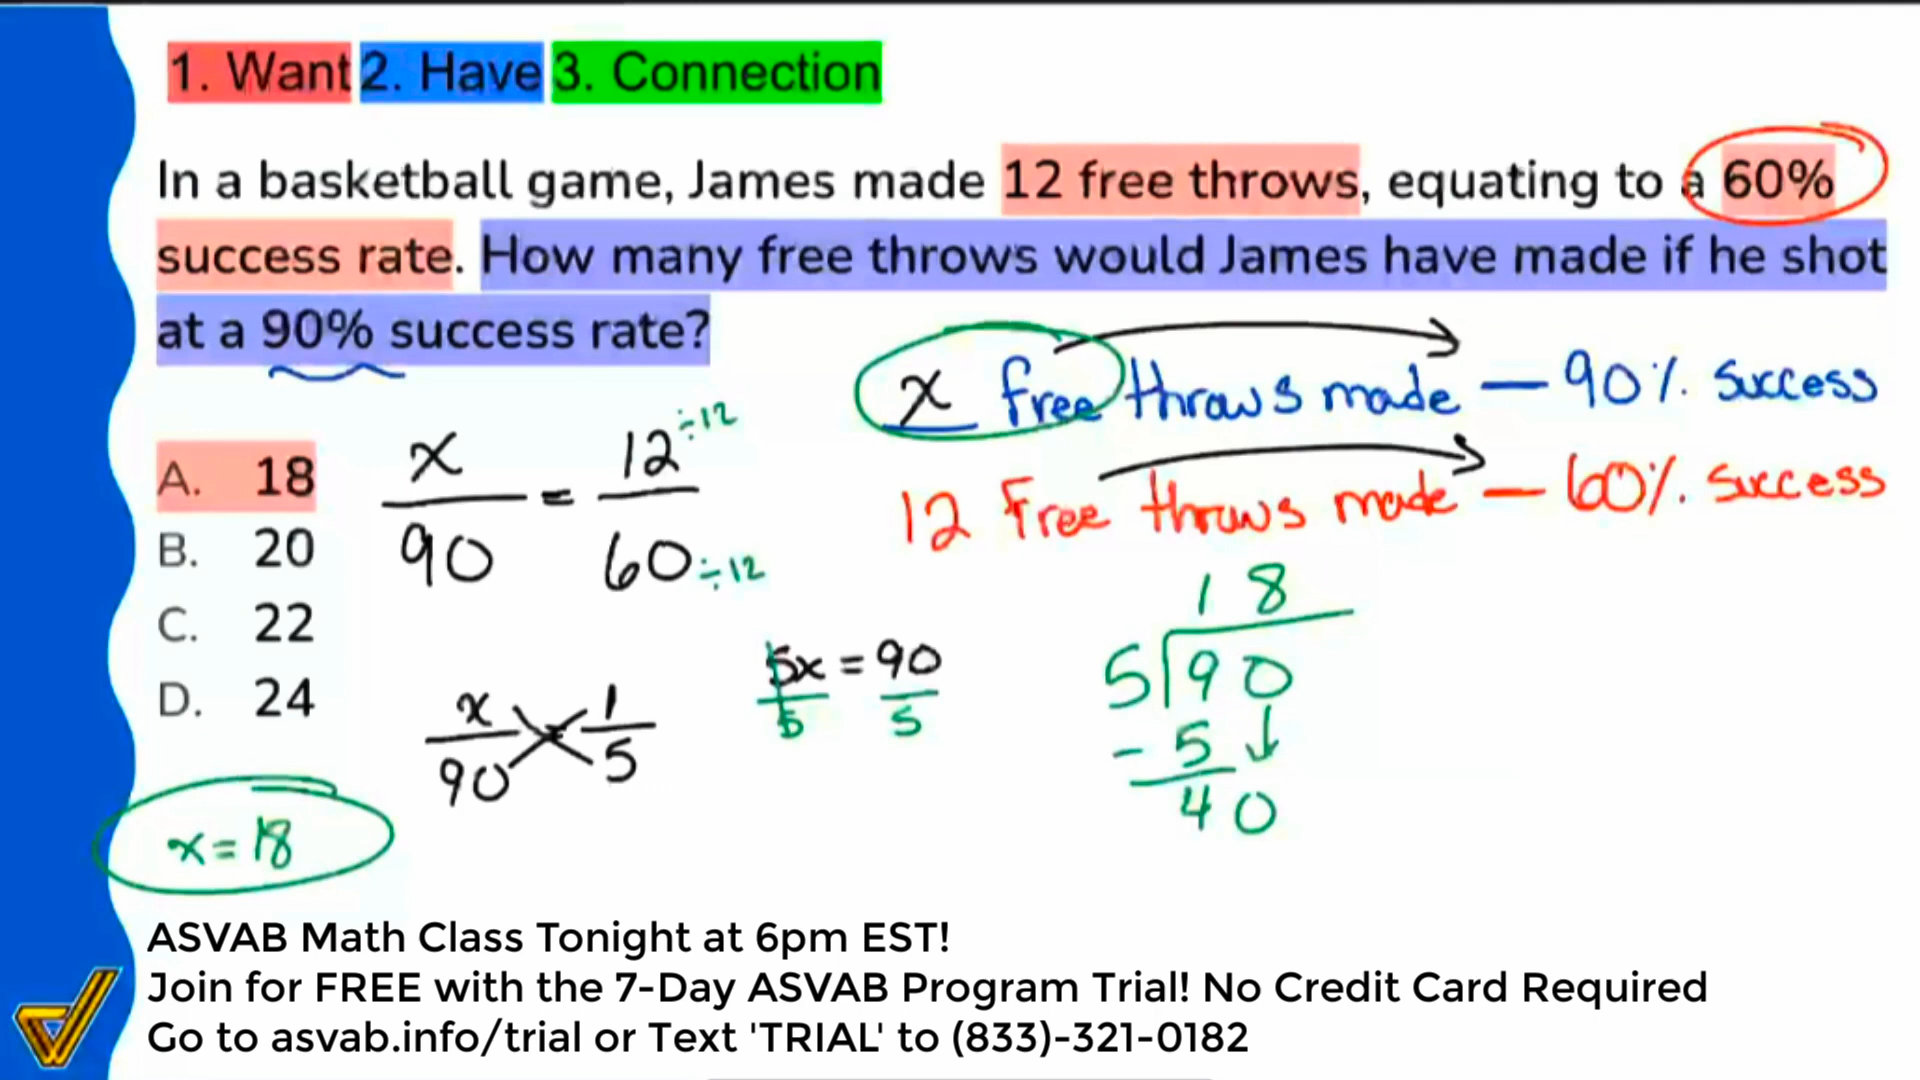 1. Want 2. Have 3. Connection
In a basketball game, James made 12 free throws, equating to a 60%
success rate. How many free throws would James have made if he shot
at a 90% success rate?
x free throws made — 90% success
12 Free throws made — 60% success
A. 18
B. 20
C. 22
D. 24
x/90 = 12 ÷12/60 ÷12
x/90 = 1/5
5x/5 = 90/5
18
5 90
- 5 ↓
40
x = 18
ASVAB Math Class Tonight at 6pm EST!
Join for FREE with the 7-Day ASVAB Program Trial! No Credit Card Required
Go to asvab.info/trial or Text 'TRIAL' to (833)-321-0182